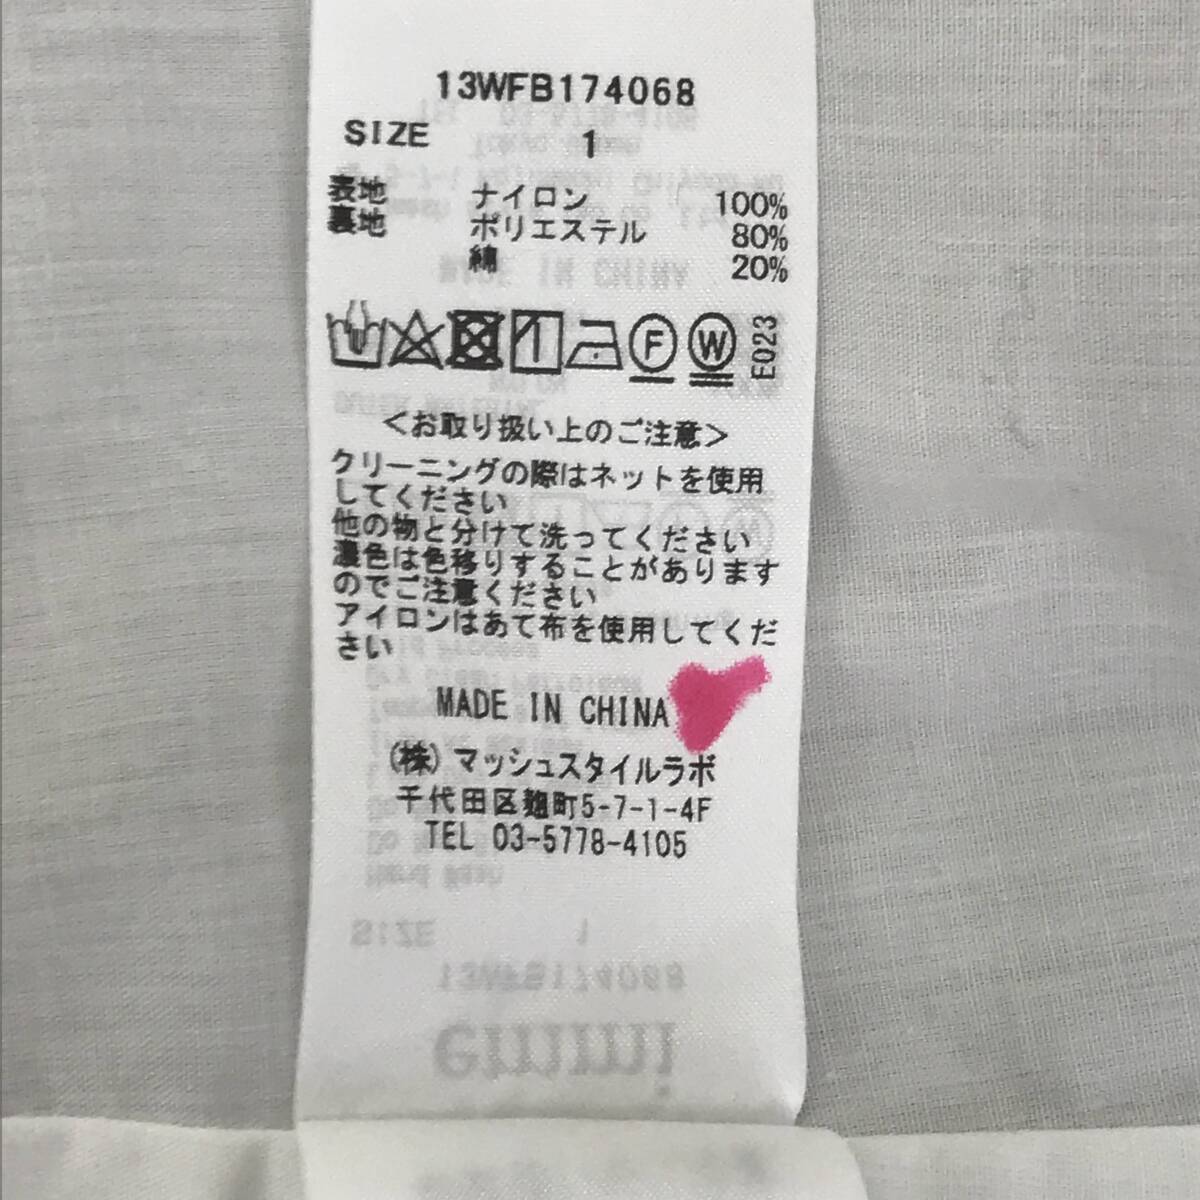 13WFB174068
SIZE 1
表地 ナイロン 100%
裏地 ポリエステル 80%
綿 20%
F W E023
<お取り扱い上のご注意>
クリーニングの際はネットを使用
してください
他の物と分けて洗ってください
濃色は色移りすることがあります
のでご注意ください
アイロンはあて布を使用してくだ
さい
MADE IN CHINA
(株)マッシュスタイルラボ
千代田区麹町5-7-1-4F
TEL 03-5778-4105
SIZE 1
13WFB174068
emmi